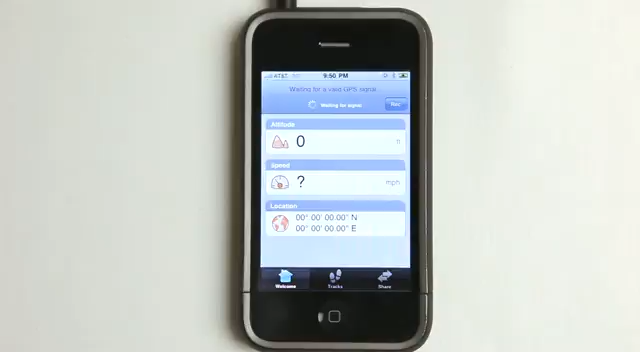 AT&T 9:50 PM
Waiting for a valid GPS signal
Waiting for signal
Rec
Altitude
0 ft
Speed
? mph
Location
00° 00' 00.00" N
00° 00' 00.00" E
Welcome Tracks Share